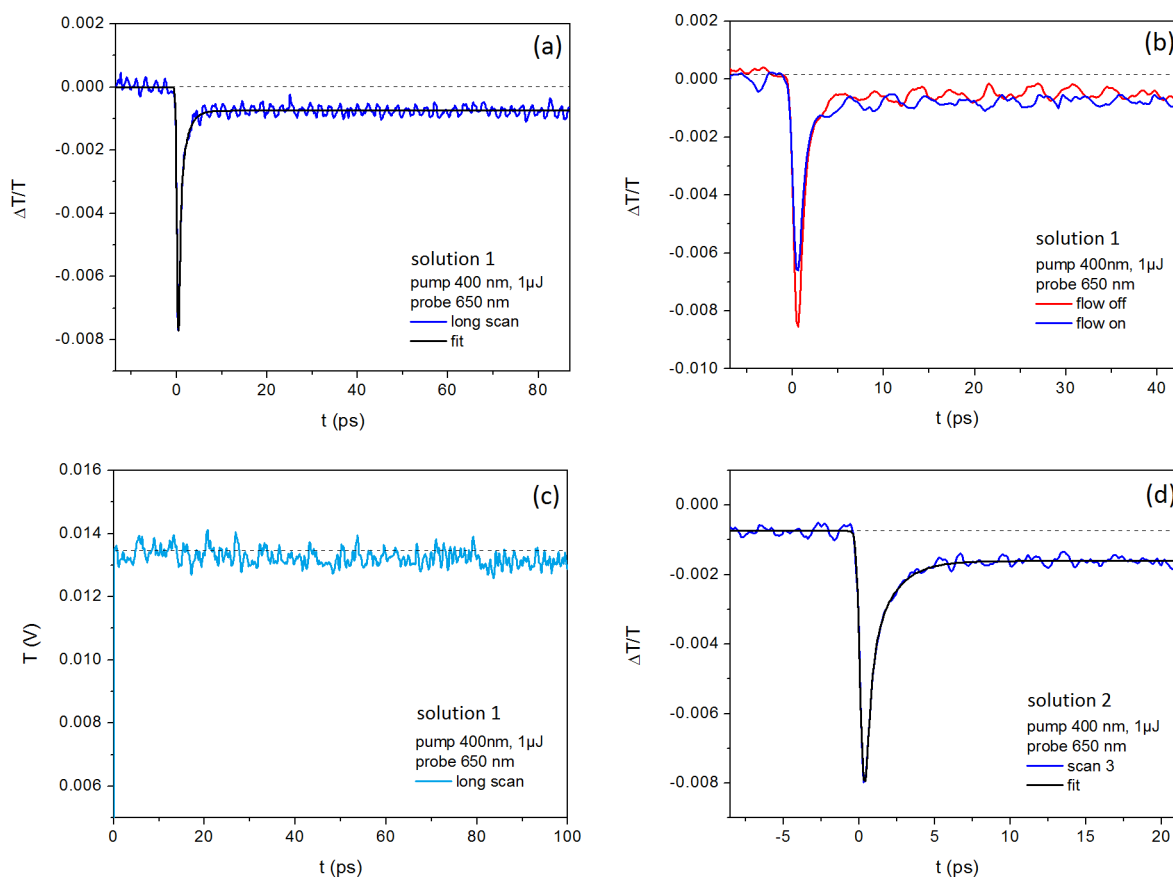 (a)
0.002
0.000
-0.002
-0.004
-0.006
-0.008
ΔT/T
0
20
40
60
80
t (ps)
solution 1
pump 400 nm, 1µJ
probe 650 nm
long scan
fit
(b)
0.002
0.000
-0.002
-0.004
-0.006
-0.008
-0.010
ΔT/T
0
10
20
30
40
t (ps)
solution 1
pump 400nm, 1µJ
probe 650 nm
flow off
flow on
(c)
0.016
0.014
0.012
0.010
0.008
0.006
T (V)
0
20
40
60
80
100
t (ps)
solution 1
pump 400nm, 1µJ
probe 650 nm
long scan
(d)
0.000
-0.002
-0.004
-0.006
-0.008
ΔT/T
-5
0
5
10
15
20
t (ps)
solution 2
pump 400 nm, 1µJ
probe 650 nm
scan 3
fit